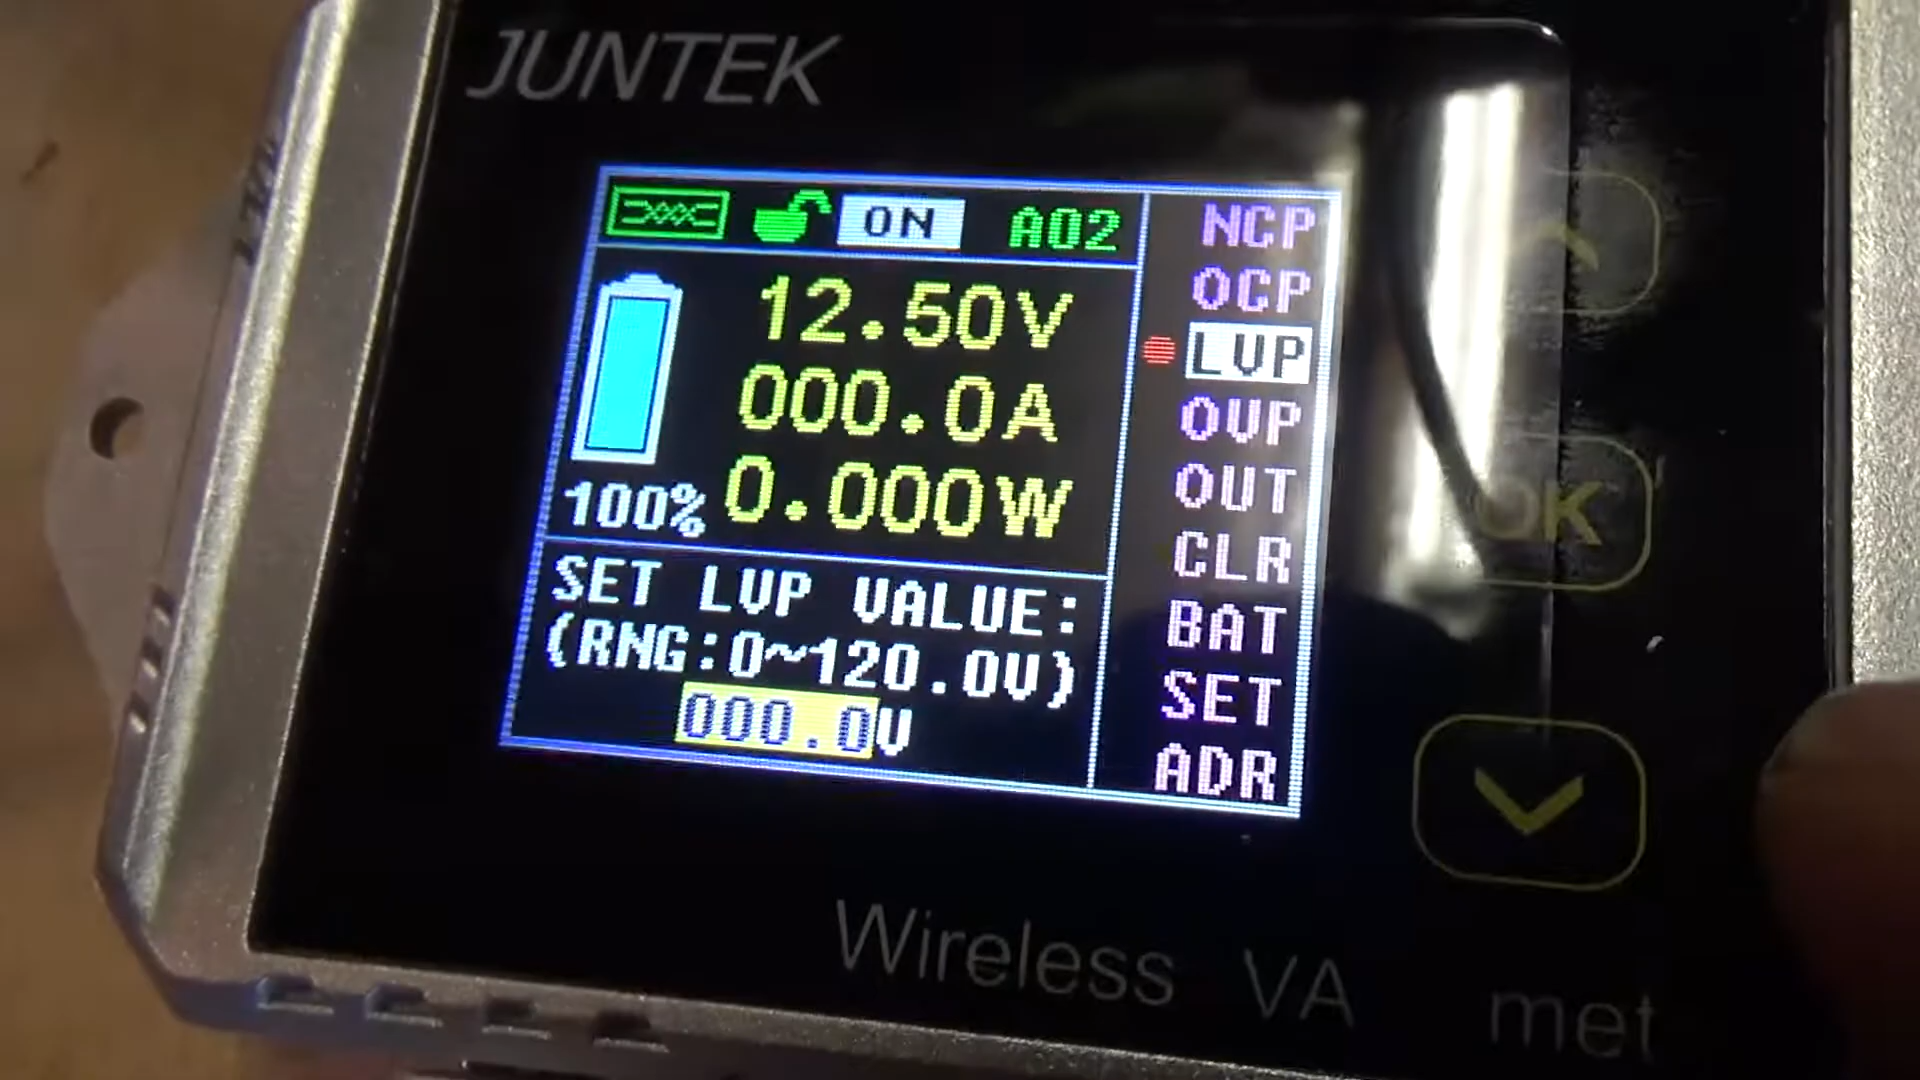 JUNTEK
ON A02
12.50V
000.0A
0.000W
100%
SET LVP VALUE:
(RNG:0~120.0V)
000.0V
NCP
OCP
LVP
OVP
OUT
CLR
BAT
SET
ADR
OK
Wireless VA met